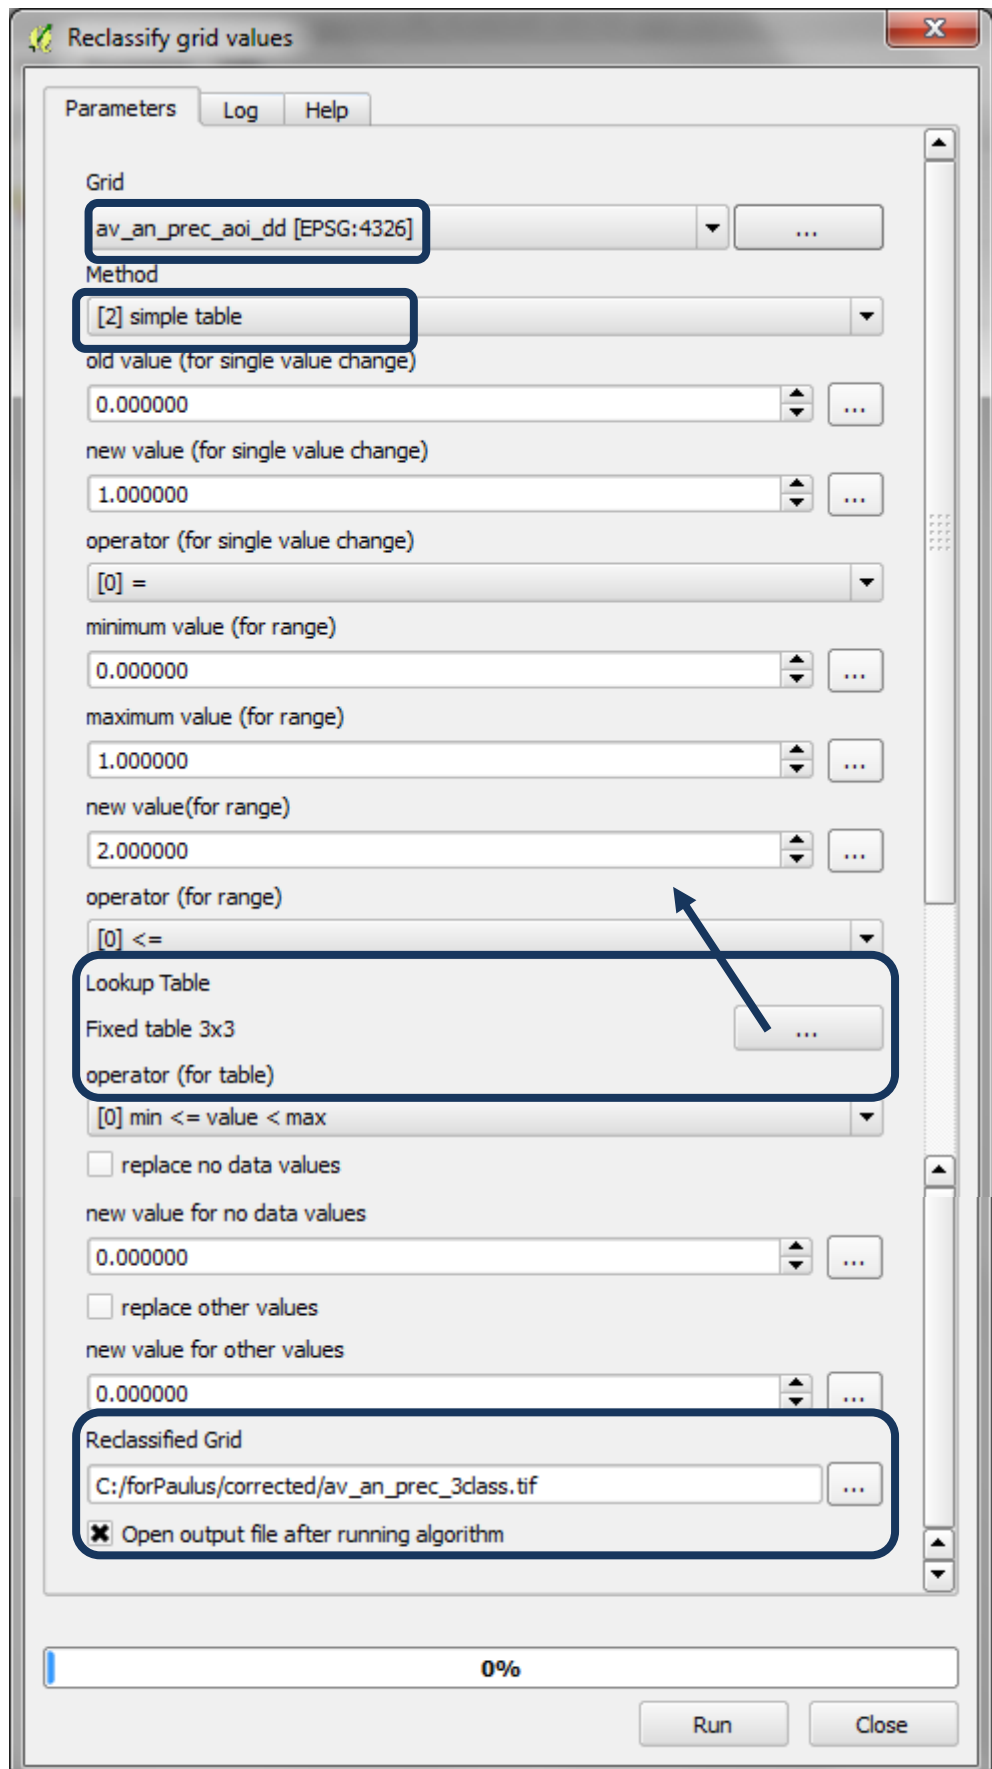 Reclassify grid values
Parameters Log Help
Grid
av_an_prec_aoi_dd [EPSG:4326] ...
Method
[2] simple table
old value (for single value change)
0.000000 ...
new value (for single value change)
1.000000 ...
operator (for single value change)
[0] =
minimum value (for range)
0.000000 ...
maximum value (for range)
1.000000 ...
new value(for range)
2.000000 ...
operator (for range)
[0] <=
Lookup Table
Fixed table 3x3 ...
operator (for table)
[0] min <= value < max
replace no data values
new value for no data values
0.000000 ...
replace other values
new value for other values
0.000000 ...
Reclassified Grid
C:/forPaulus/corrected/av_an_prec_3class.tif ...
Open output file after running algorithm
0%
Run Close